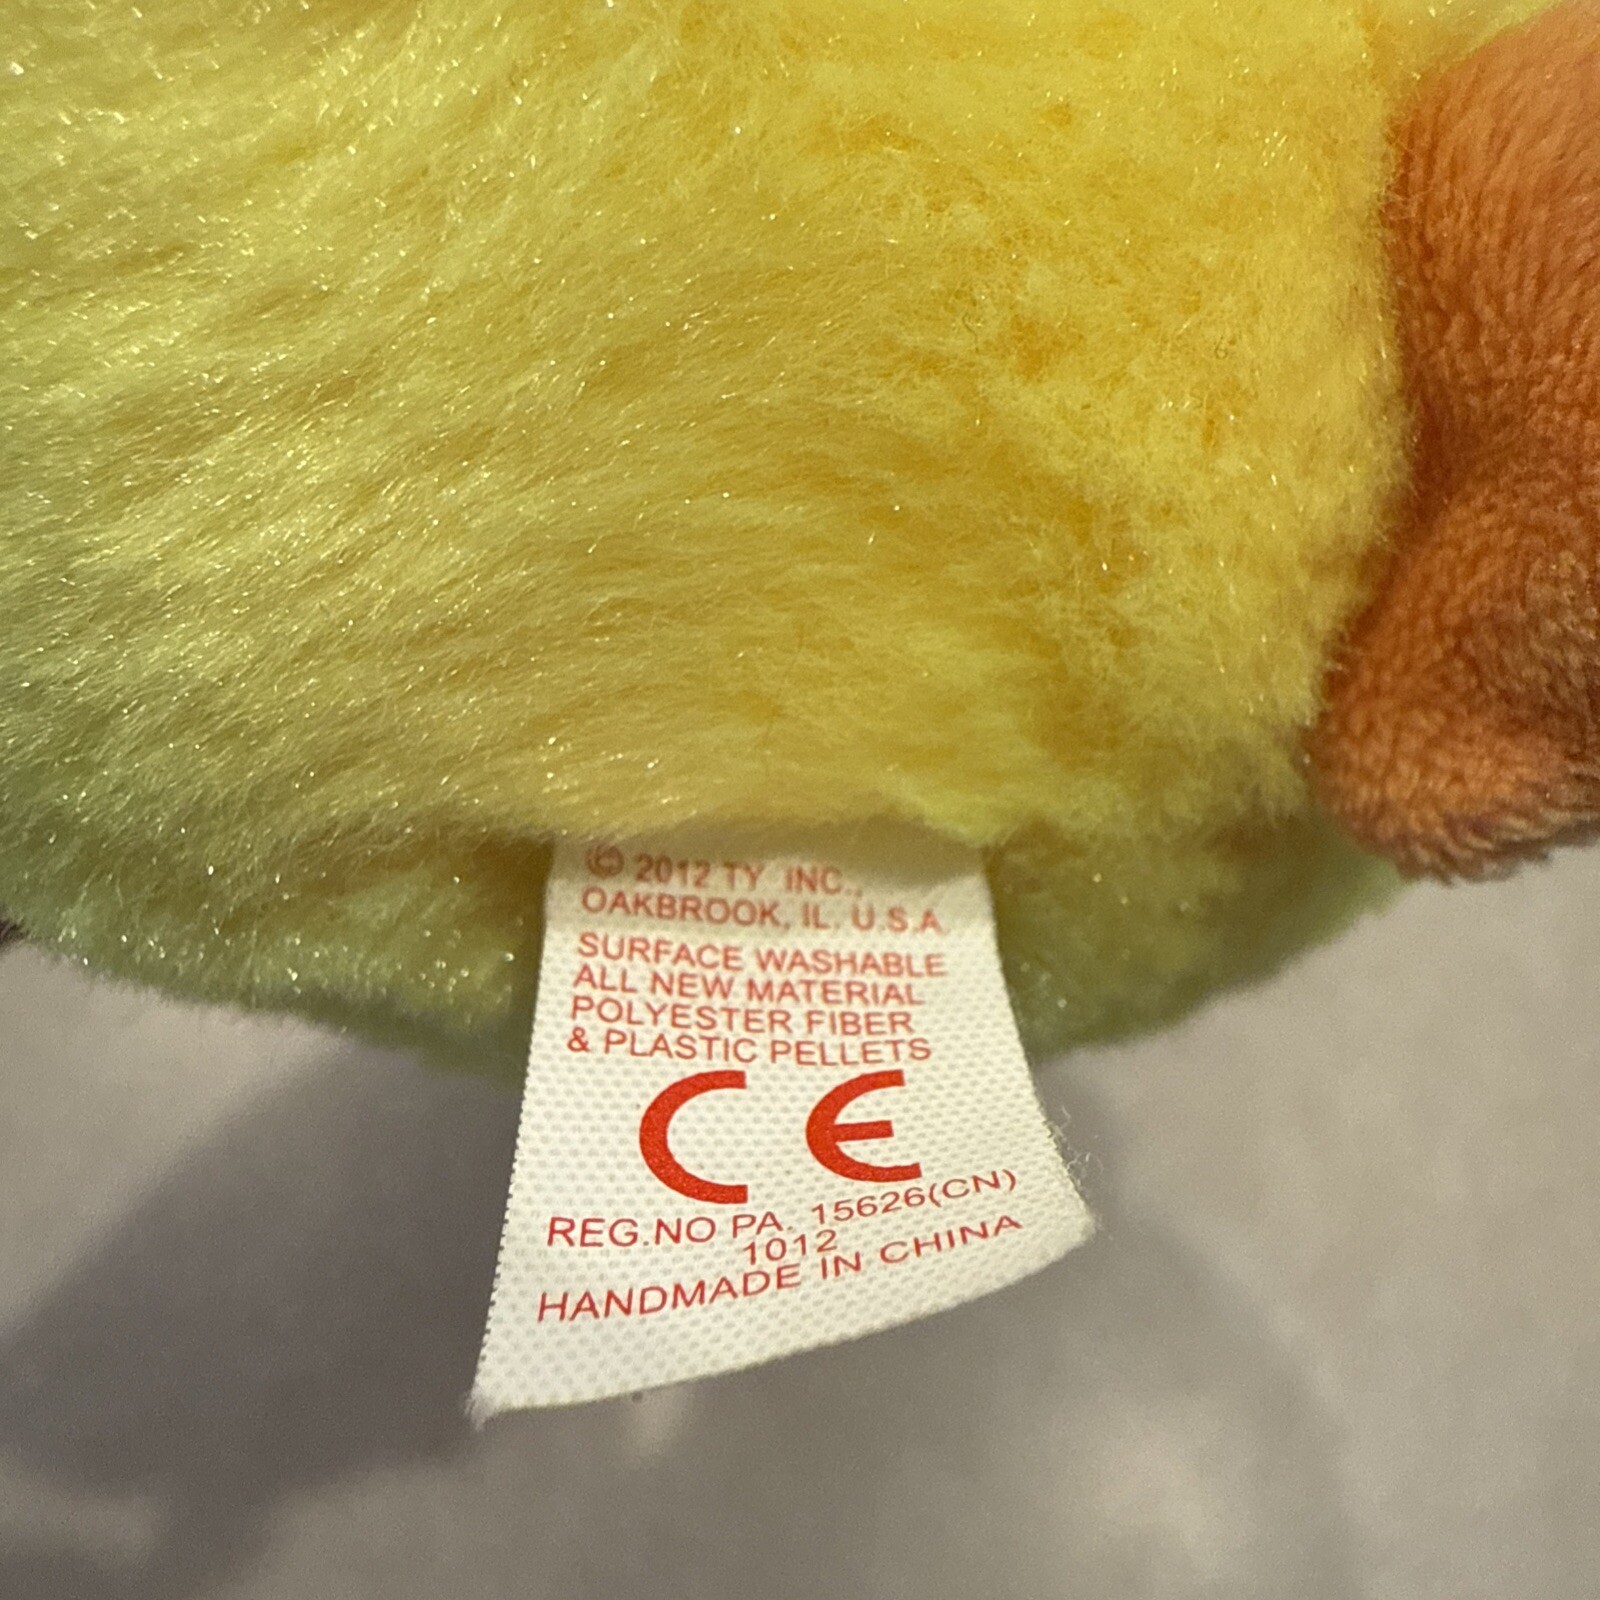 © 2012 TY INC.,
OAKBROOK, IL. U.S.A
SURFACE WASHABLE
ALL NEW MATERIAL
POLYESTER FIBER
& PLASTIC PELLETS
CE
REG.NO PA. 15626(CN)
1012
HANDMADE IN CHINA